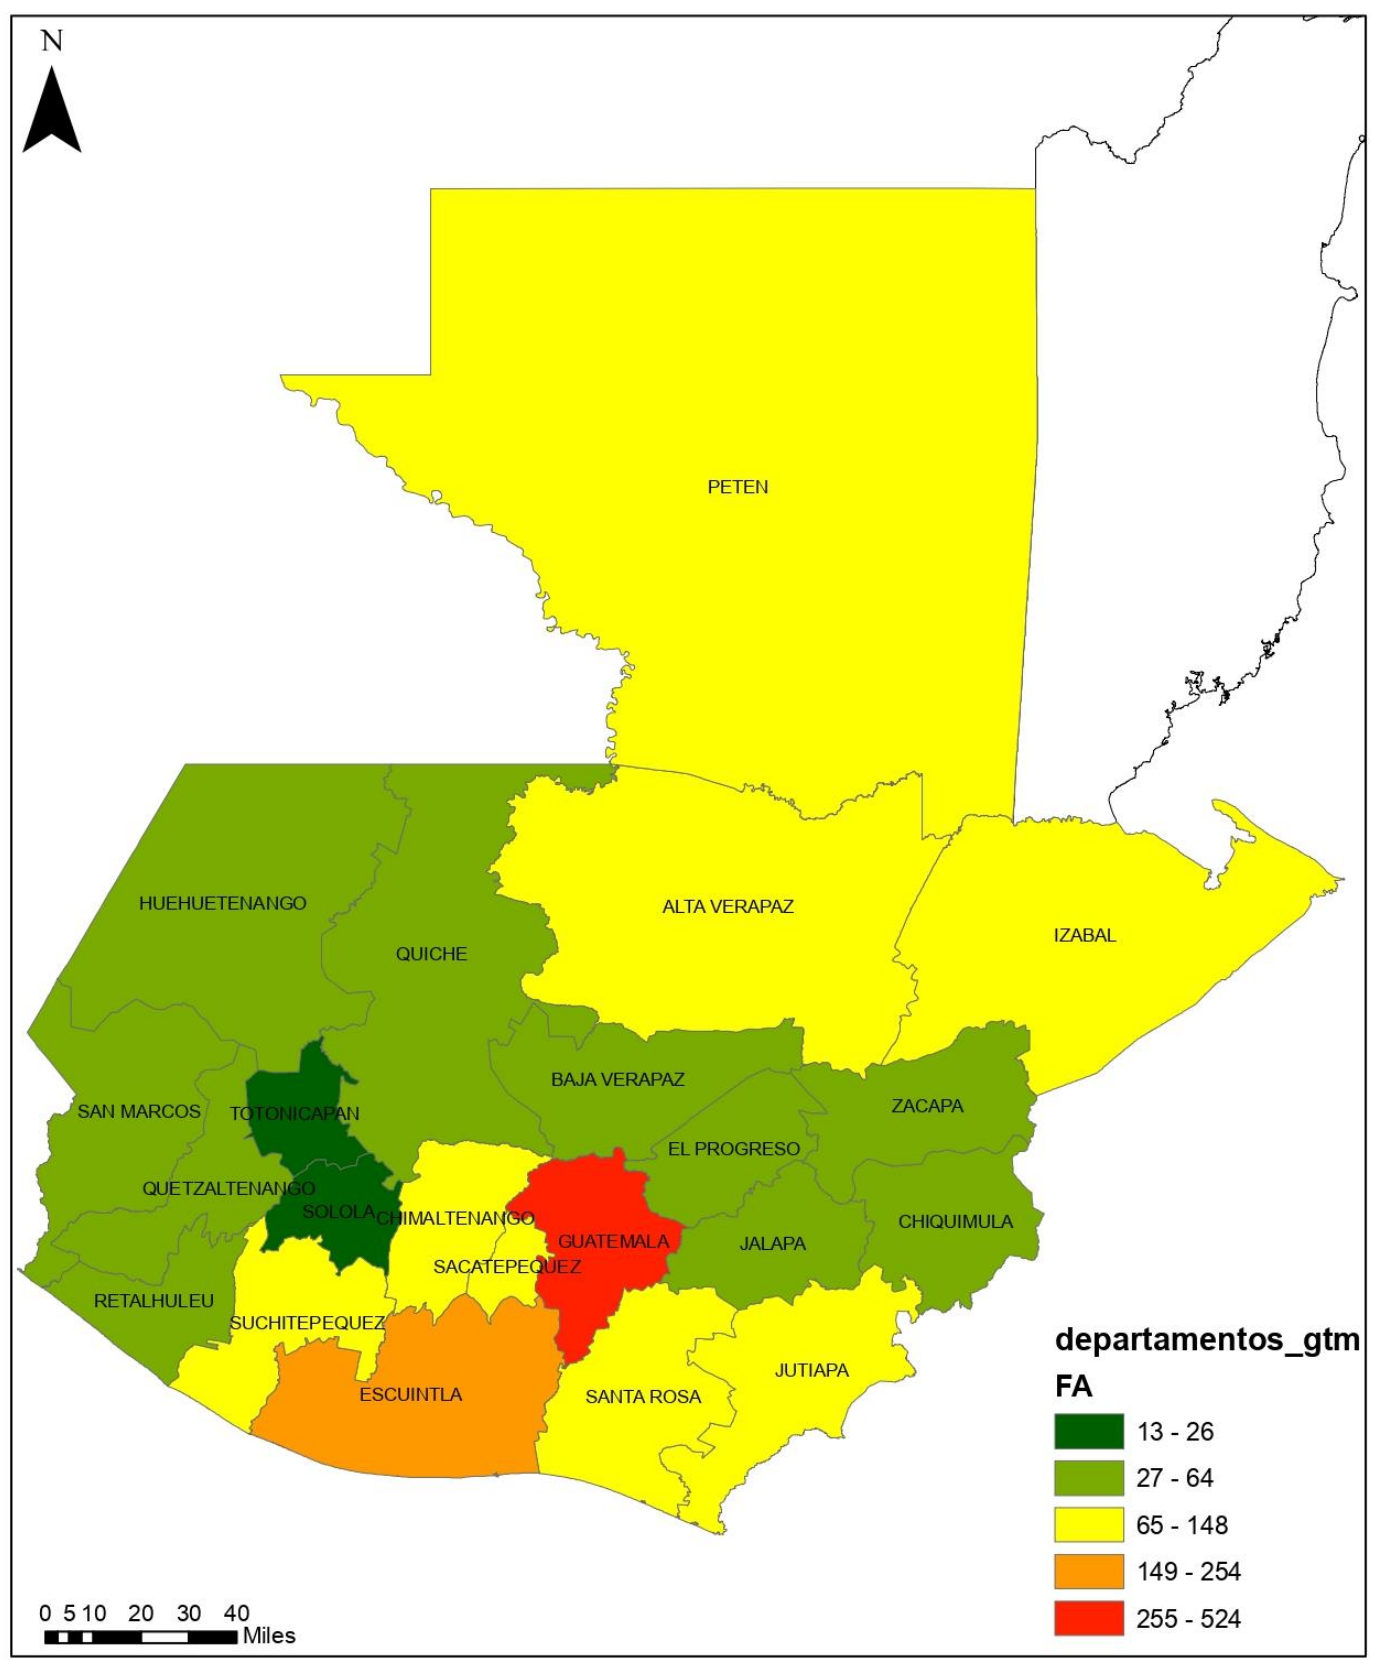 N
PETEN
HUEHUETENANGO
ALTA VERAPAZ
IZABAL
QUICHE
BAJA VERAPAZ
ZACAPA
SAN MARCOS
TOTONICAPAN
EL PROGRESO
QUETZALTENANGO
SOLOLA
CHIMALTENANGO
CHIQUIMULA
GUATEMALA
JALAPA
SACATEPEQUEZ
RETALHULEU
SUCHITEPEQUEZ
JUTIAPA
ESCUINTLA
SANTA ROSA
departamentos_gtm
FA
13 - 26
27 - 64
65 - 148
149 - 254
255 - 524
0 5 10 20 30 40
Miles